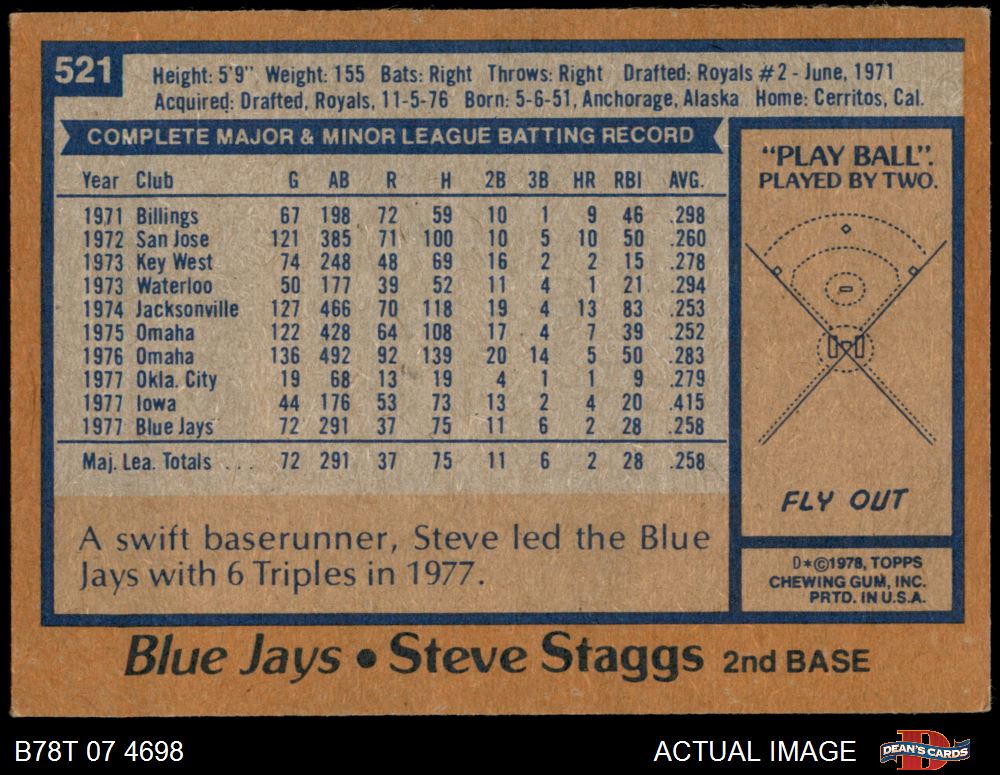 521
Height: 5'9" Weight: 155 Bats: Right Throws: Right Drafted: Royals #2 - June, 1971
Acquired: Drafted, Royals, 11-5-76 Born: 5-6-51, Anchorage, Alaska Home: Cerritos, Cal.
COMPLETE MAJOR & MINOR LEAGUE BATTING RECORD
Year Club G AB R H 2B 3B HR RBI AVG.
1971 Billings 67 198 72 59 10 1 9 46 .298
1972 San Jose 121 385 71 100 10 5 10 50 .260
1973 Key West 74 248 48 69 16 2 2 15 .278
1973 Waterloo 50 177 39 52 11 4 1 21 .294
1974 Jacksonville 127 466 70 118 19 4 13 83 .253
1975 Omaha 122 428 64 108 17 4 7 39 .252
1976 Omaha 136 492 92 139 20 14 5 50 .283
1977 Okla. City 19 68 13 19 4 1 1 9 .279
1977 Iowa 44 176 53 73 13 2 4 20 .415
1977 Blue Jays 72 291 37 75 11 6 2 28 .258
Maj. Lea. Totals . . . 72 291 37 75 11 6 2 28 .258
A swift baserunner, Steve led the Blue
Jays with 6 Triples in 1977.
"PLAY BALL".
PLAYED BY TWO.
FLY OUT
D*©1978, TOPPS
CHEWING GUM, INC.
PRTD. IN U.S.A.
Blue Jays • Steve Staggs 2nd BASE
B78T 07 4698
ACTUAL IMAGE
D
DEAN'S CARDS